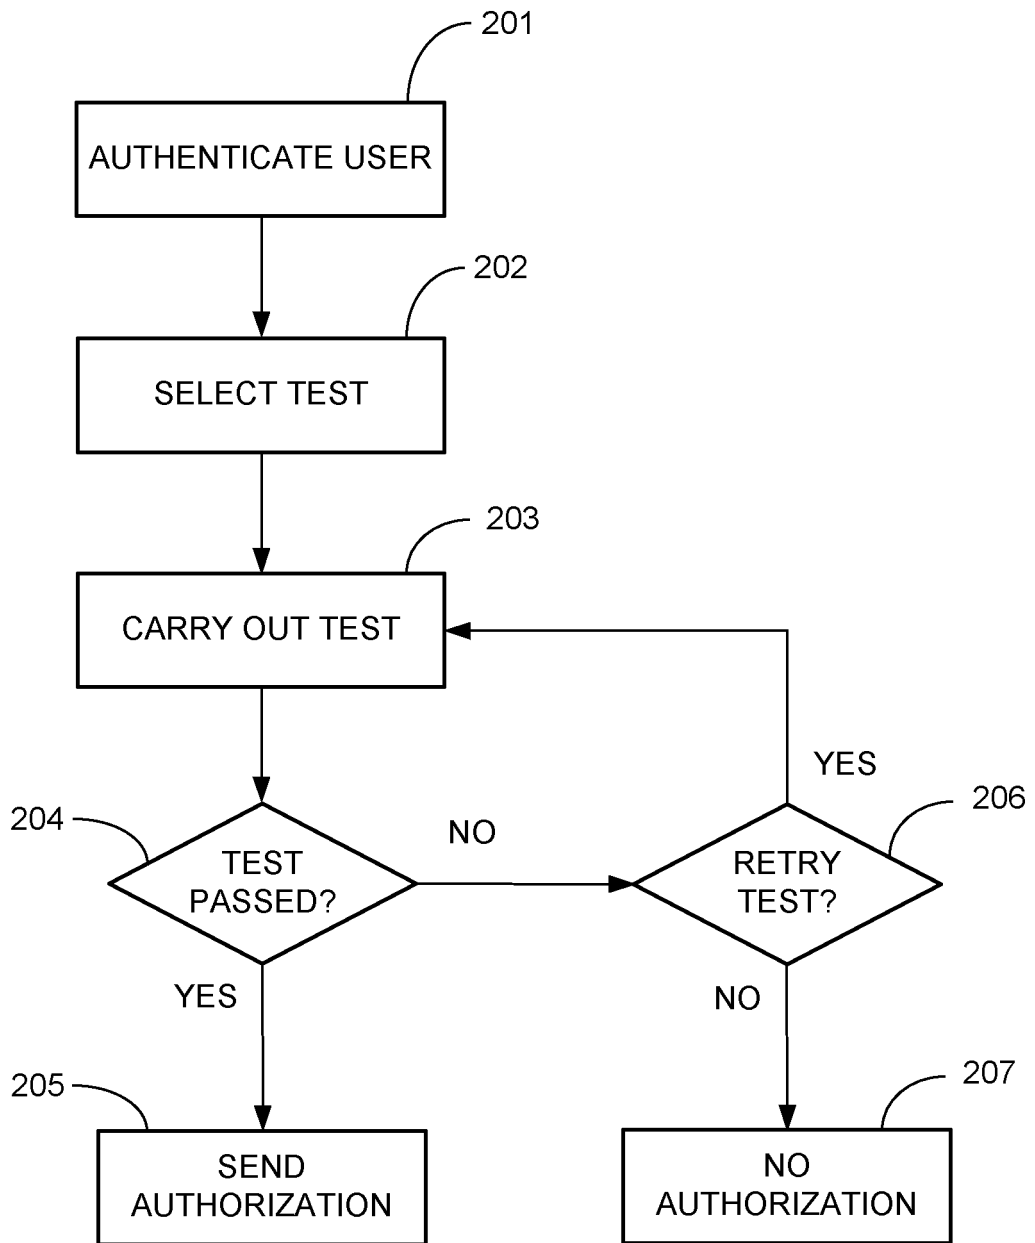 201
AUTHENTICATE USER
202
SELECT TEST
203
CARRY OUT TEST
YES
204
NO
206
TEST
PASSED?
RETRY
TEST?
YES
NO
205
207
SEND
AUTHORIZATION
NO
AUTHORIZATION